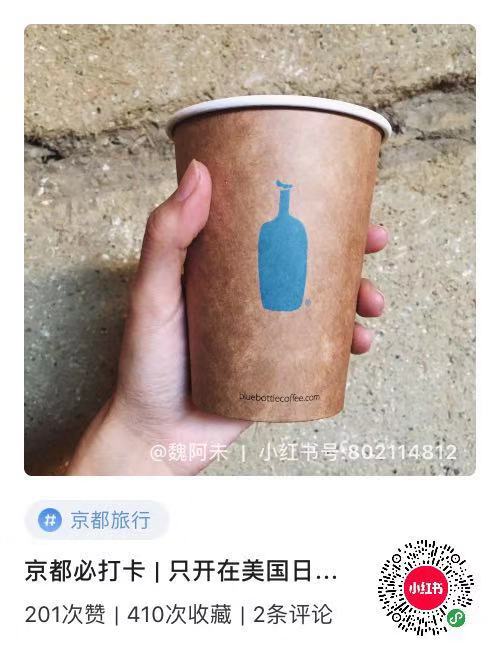 bluebottlecoffee.com
@魏阿未 | 小红书号:802114812
# 京都旅行
京都必打卡 | 只开在美国日...
201次赞 | 410次收藏 | 2条评论
小红书